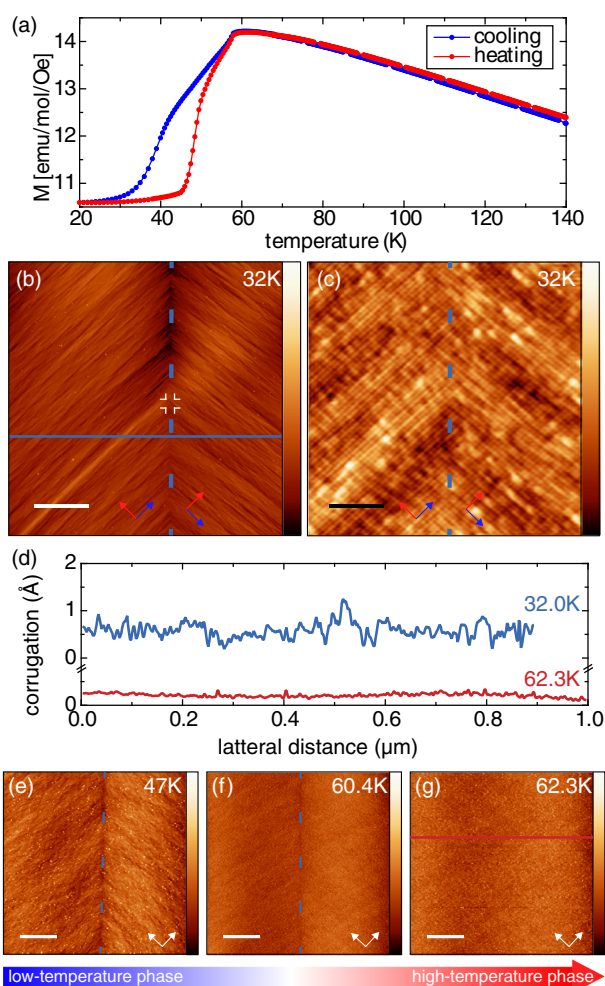 (a)
cooling
heating
M [emu/mol/Oe]
14
13
12
11
20 40 60 80 100 120 140
temperature (K)
(b) 32K
(c) 32K
(d)
corrugation (Å)
2
1
0
0
32.0K
62.3K
0.0 0.2 0.4 0.6 0.8 1.0
latteral distance (µm)
(e) 47K
(f) 60.4K
(g) 62.3K
low-temperature phase high-temperature phase